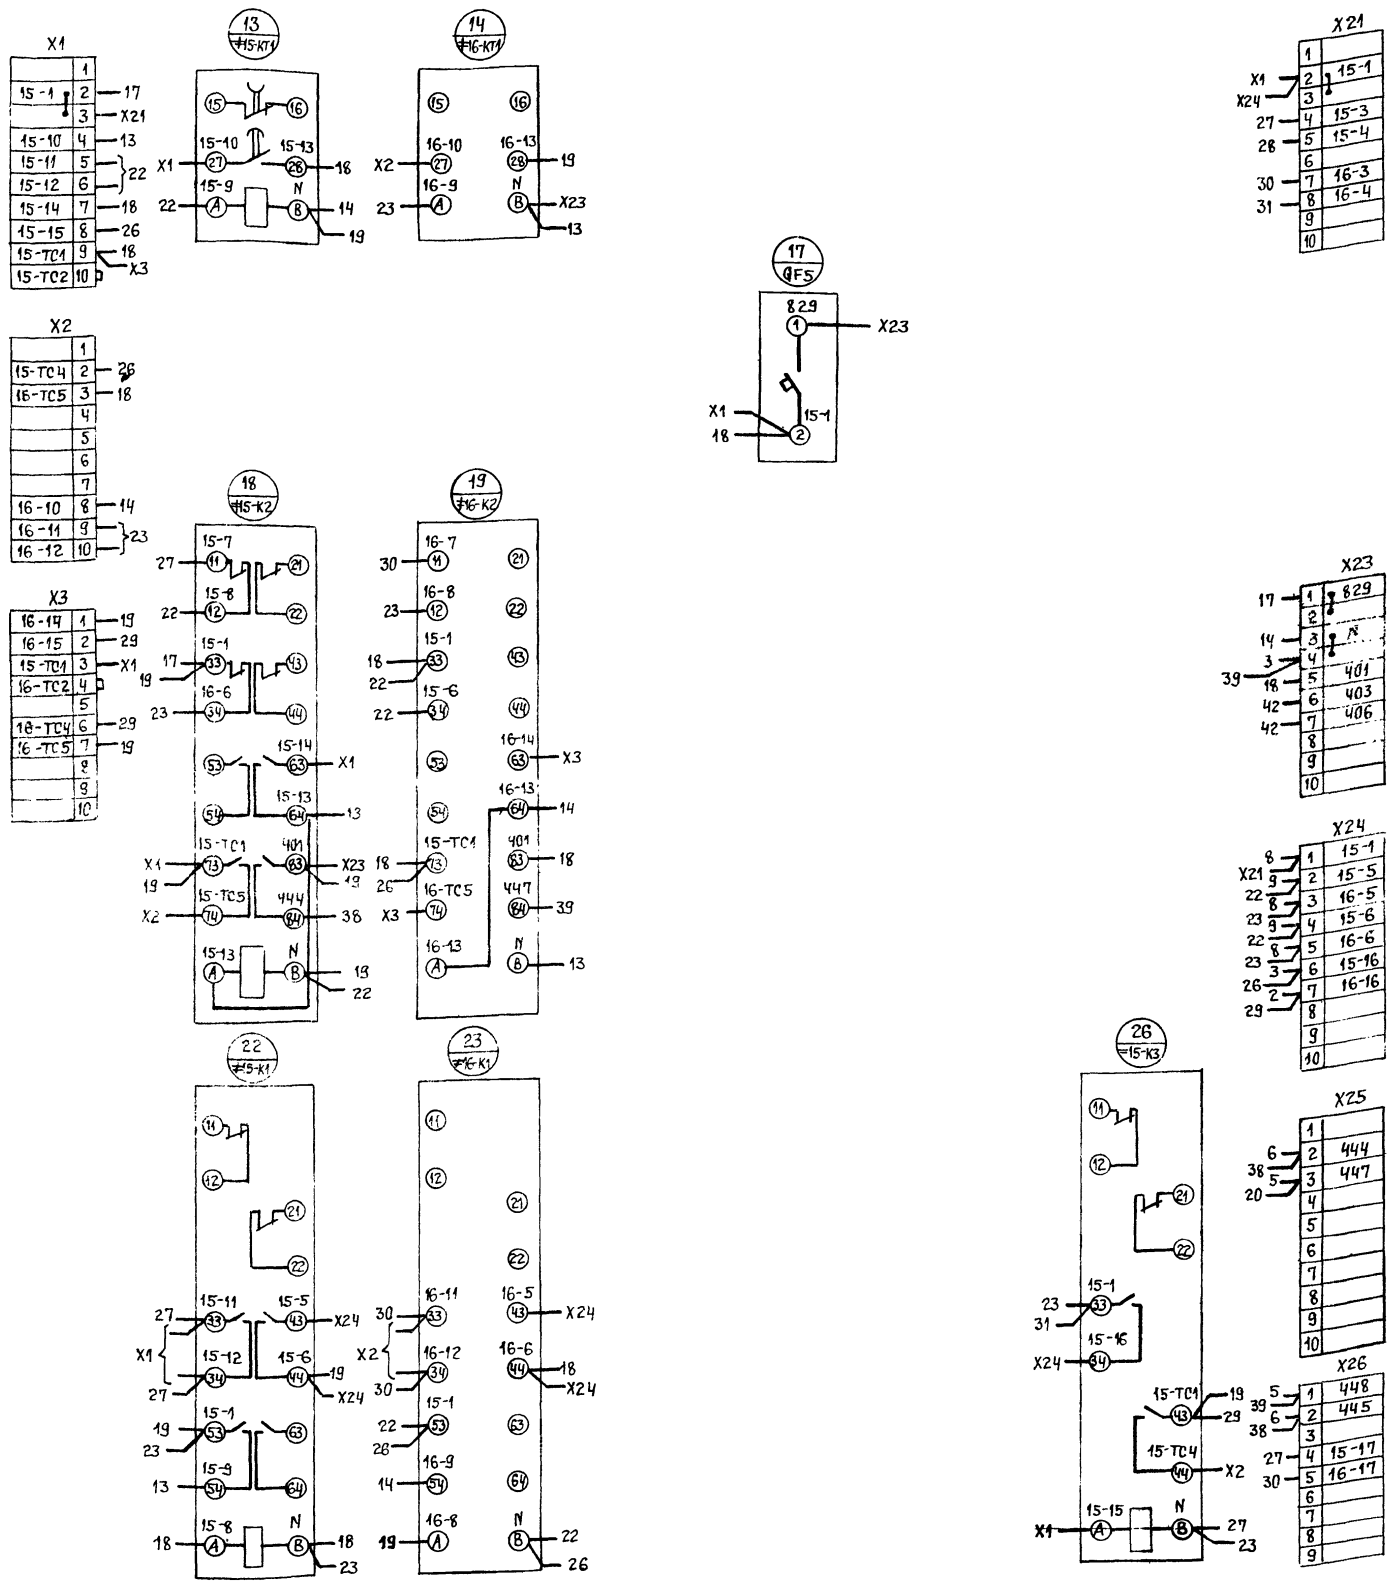 X1
1
15-1 2 17
3 X21
15-10 4 13
15-11 5
15-12 6 22
15-14 7 18
15-15 8 26
15-TC1 9 18
X3
15-TC2 10
X2
1
15-TC4 2 26
16-TC5 3 18
4
5
6
7
16-10 8 14
16-11 9
16-12 10 23
X3
16-14 1 19
16-15 2 29
15-TC1 3 X1
16-TC2 4
5
16-TC4 6 29
16-TC5 7 19
8
9
10
13
≠15-KT1
15 16
15-10 15-13
X1 27 28 18
15-9 N
22 A B 14
19
14
≠16-KT1
15 16
16-10 16-13
X2 27 28 19
16-9 N
23 A B X23
13
17
QF5
829
1 X23
X1 15-1
18 2
18
≠15-K2
15-7
27 11 21
15-8
22 12 22
15-1
17 33 43
19
16-6
23 34 44
15-14
53 63 X1
15-13
54 64 13
15-TC1 401
X1 73 83 X23
19 19
15-TC5 444
X2 74 84 38
15-13 N
A B 19
22
19
≠16-K2
16-7
30 11 21
16-8
23 12 22
15-1
18 33 43
22
15-6
22 34 44
16-14
53 63 X3
16-13
54 64 14
15-TC1 401
18 73 83 18
26
16-TC5 447
X3 74 84 39
16-13 N
A B 13
22
≠15-K1
11
12
21
22
15-11 15-5
27 33 43 X24
X1
15-12 15-6
34 44 19
27 X24
15-1
19 53 63
23
15-9
13 54 64
15-8 N
18 A B 18
23
23
≠16-K1
11
12
21
22
16-11 16-5
30 33 43 X24
X2
16-12 16-6
34 44 18
30 X24
15-1
22 53 63
26
16-9
14 54 64
16-8 N
19 A B 22
26
26
=15-K3
11
12
21
22
15-1
23 33
31
15-16
X24 34
15-TC1 19
43 29
15-TC4
44 X2
15-15 N
X1 A B 27
23
X21
1
X1 2 15-1
X24 3
27 4 15-3
28 5 15-4
6
30 7 16-3
31 8 16-4
9
10
X23
17 1 829
2
14 3 N
3 4
39
18 5 401
42 6 403
42 7 406
8
9
10
X24
8 1 15-1
X21
9 2 15-5
22
8 3 16-5
23
9 4 15-6
22
8 5 16-6
23
3 6 15-16
26
2 7 16-16
29
8
9
10
X25
1
6 2 444
38
5 3 447
20
4
5
6
7
8
9
10
X26
5 1 448
39
6 2 445
38
3
27 4 15-17
30 5 16-17
6
7
8
9